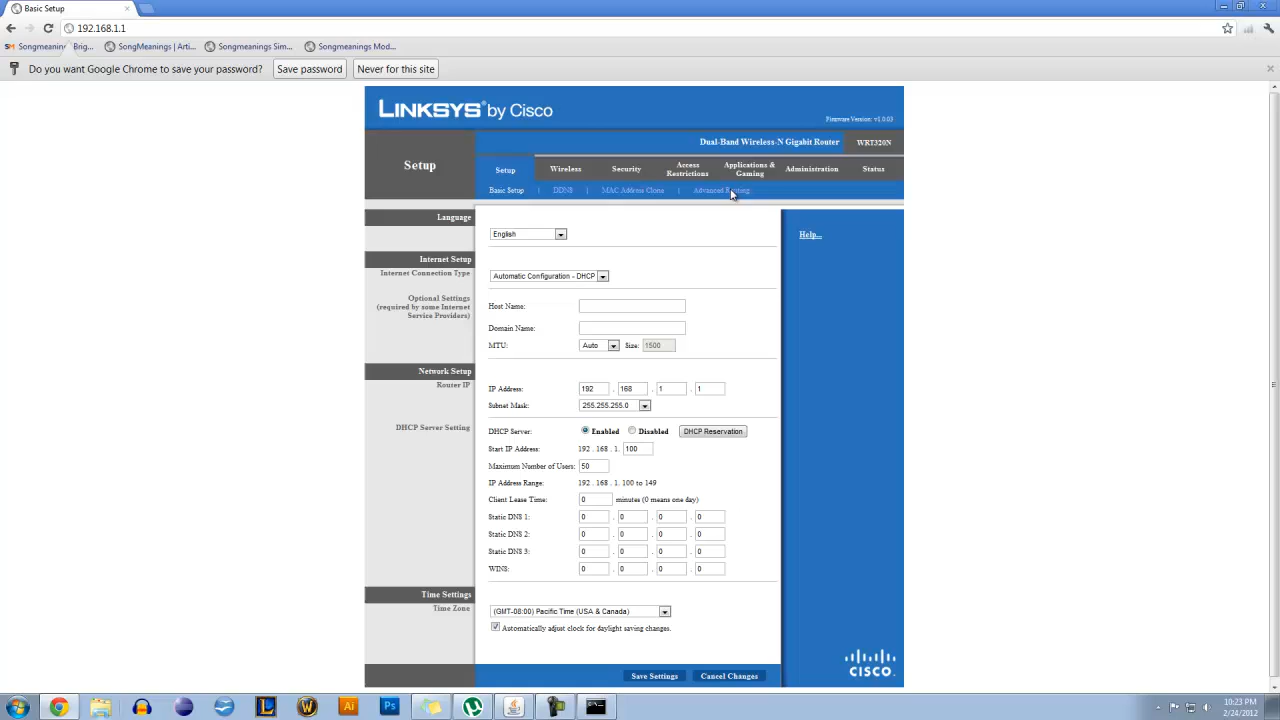 Basic Setup
192.168.1.1
Songmeaning Brig...
SongMeanings | Arti...
Songmeanings Sim...
Songmeanings Mod...
Do you want Google Chrome to save your password?
Save password
Never for this site
LINKSYS® by Cisco
Firmware Version: v1.0.03
Dual-Band Wireless-N Gigabit Router
WRT320N
Setup
Setup
Wireless
Security
Access Restrictions
Applications & Gaming
Administration
Status
Basic Setup | DDNS | MAC Address Clone | Advanced Routing
Language
English
Help...
Internet Setup
Internet Connection Type
Automatic Configuration - DHCP
Optional Settings
(required by some Internet
Service Providers)
Host Name:
Domain Name:
MTU: Auto Size: 1500
Network Setup
Router IP
IP Address: 192 . 168 . 1 . 1
Subnet Mask: 255.255.255.0
DHCP Server Setting
DHCP Server: Enabled Disabled DHCP Reservation
Start IP Address: 192 . 168 . 1. 100
Maximum Number of Users: 50
IP Address Range: 192 . 168 . 1. 100 to 149
Client Lease Time: 0 minutes (0 means one day)
Static DNS 1: 0 . 0 . 0 . 0
Static DNS 2: 0 . 0 . 0 . 0
Static DNS 3: 0 . 0 . 0 . 0
WINS: 0 . 0 . 0 . 0
Time Settings
Time Zone
(GMT-08:00) Pacific Time (USA & Canada)
Automatically adjust clock for daylight saving changes.
Save Settings
Cancel Changes
CISCO.
Ai
Ps
10:23 PM
2/24/2012